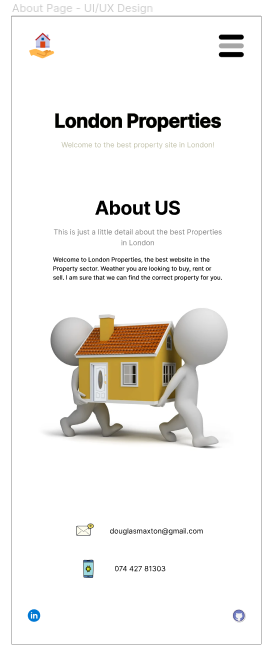 About Page - UI/UX Design
London Properties
Welcome to the best property site in London!
About US
This is just a little detail about the best Properties
in London
Welcome to London Properties, the best website in the
Property sector. Weather you are looking to buy, rent or
sell. I am sure that we can find the correct property for you.
douglasmaxton@gmail.com
074 427 81303
in